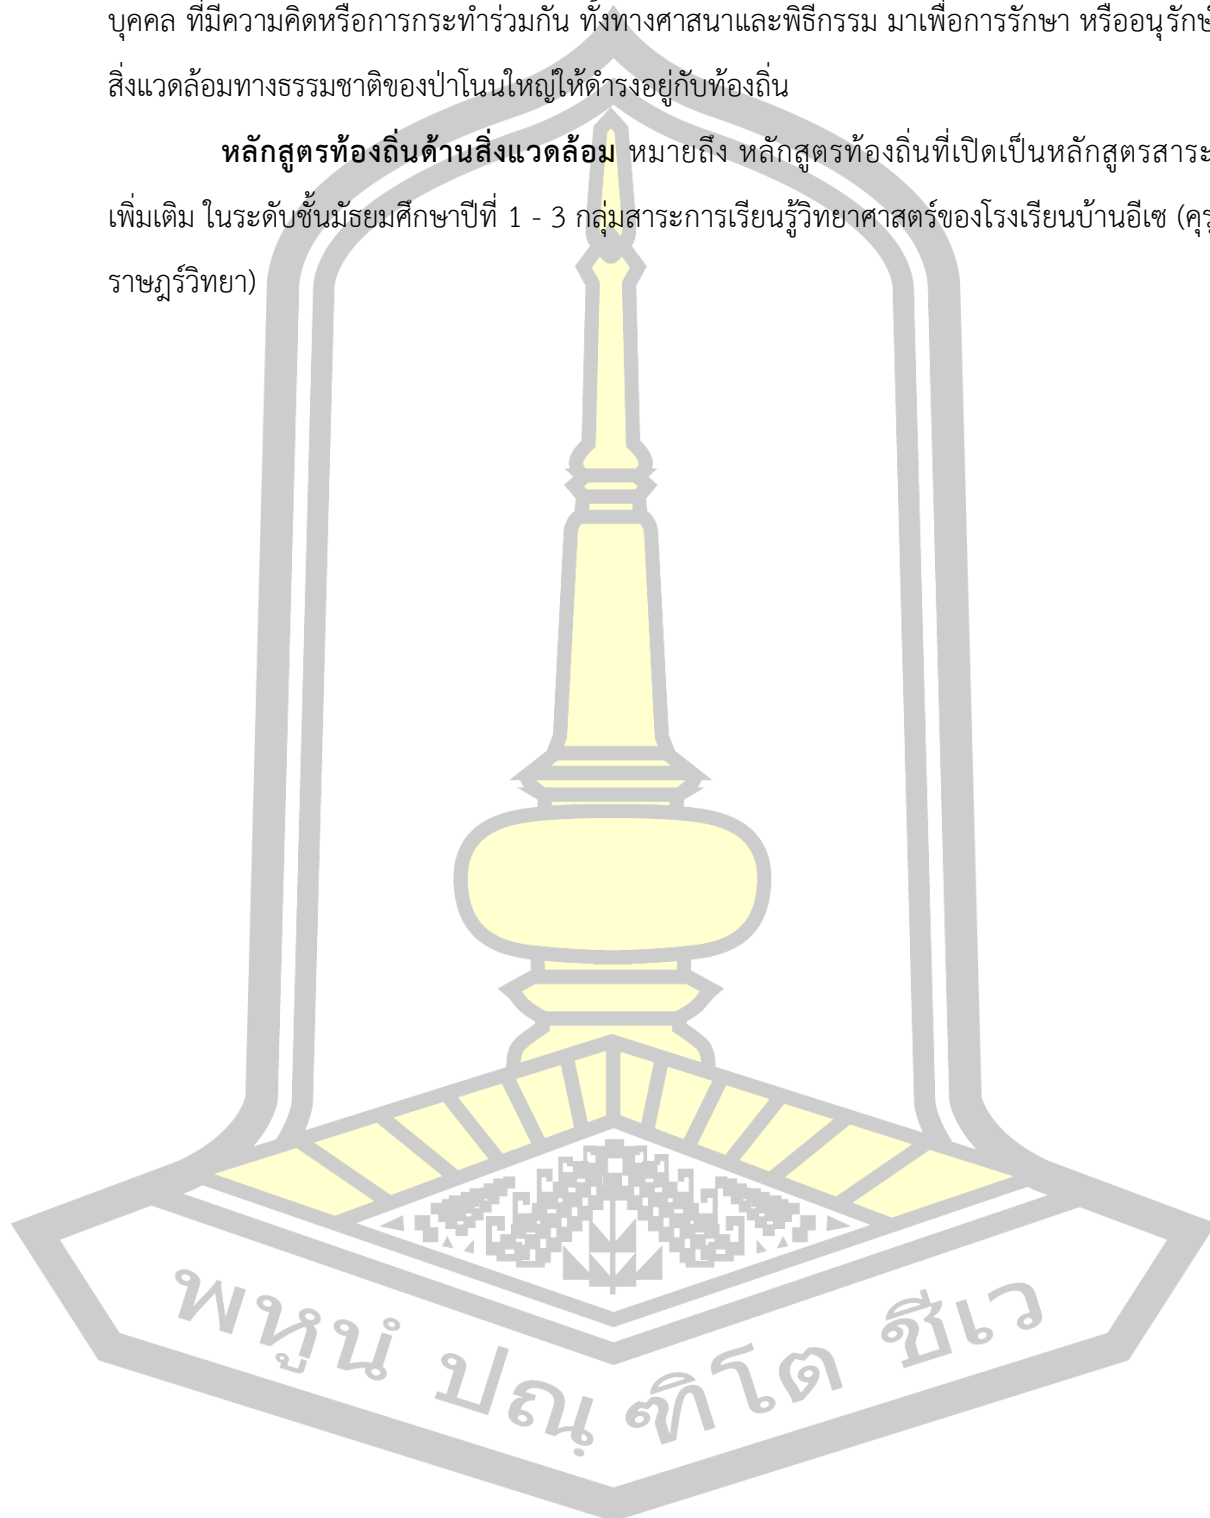 บุคคล ที่มีความคิดหรือการกระทำร่วมกัน ทั้งทางศาสนาและพิธีกรรม มาเพื่อการรักษา หรืออนุรักษ์
สิ่งแวดล้อมทางธรรมชาติของป่าโนนใหญ่ให้ดำรงอยู่กับท้องถิ่น
หลักสูตรท้องถิ่นด้านสิ่งแวดล้อม หมายถึง หลักสูตรท้องถิ่นที่เปิดเป็นหลักสูตรสาระ
เพิ่มเติม ในระดับชั้นมัธยมศึกษาปีที่ 1 - 3 กลุ่มสาระการเรียนรู้วิทยาศาสตร์ของโรงเรียนบ้านอีเซ (คุรุ
ราษฎร์วิทยา)
พหูนํ ปณฺฑิโต ชีเว